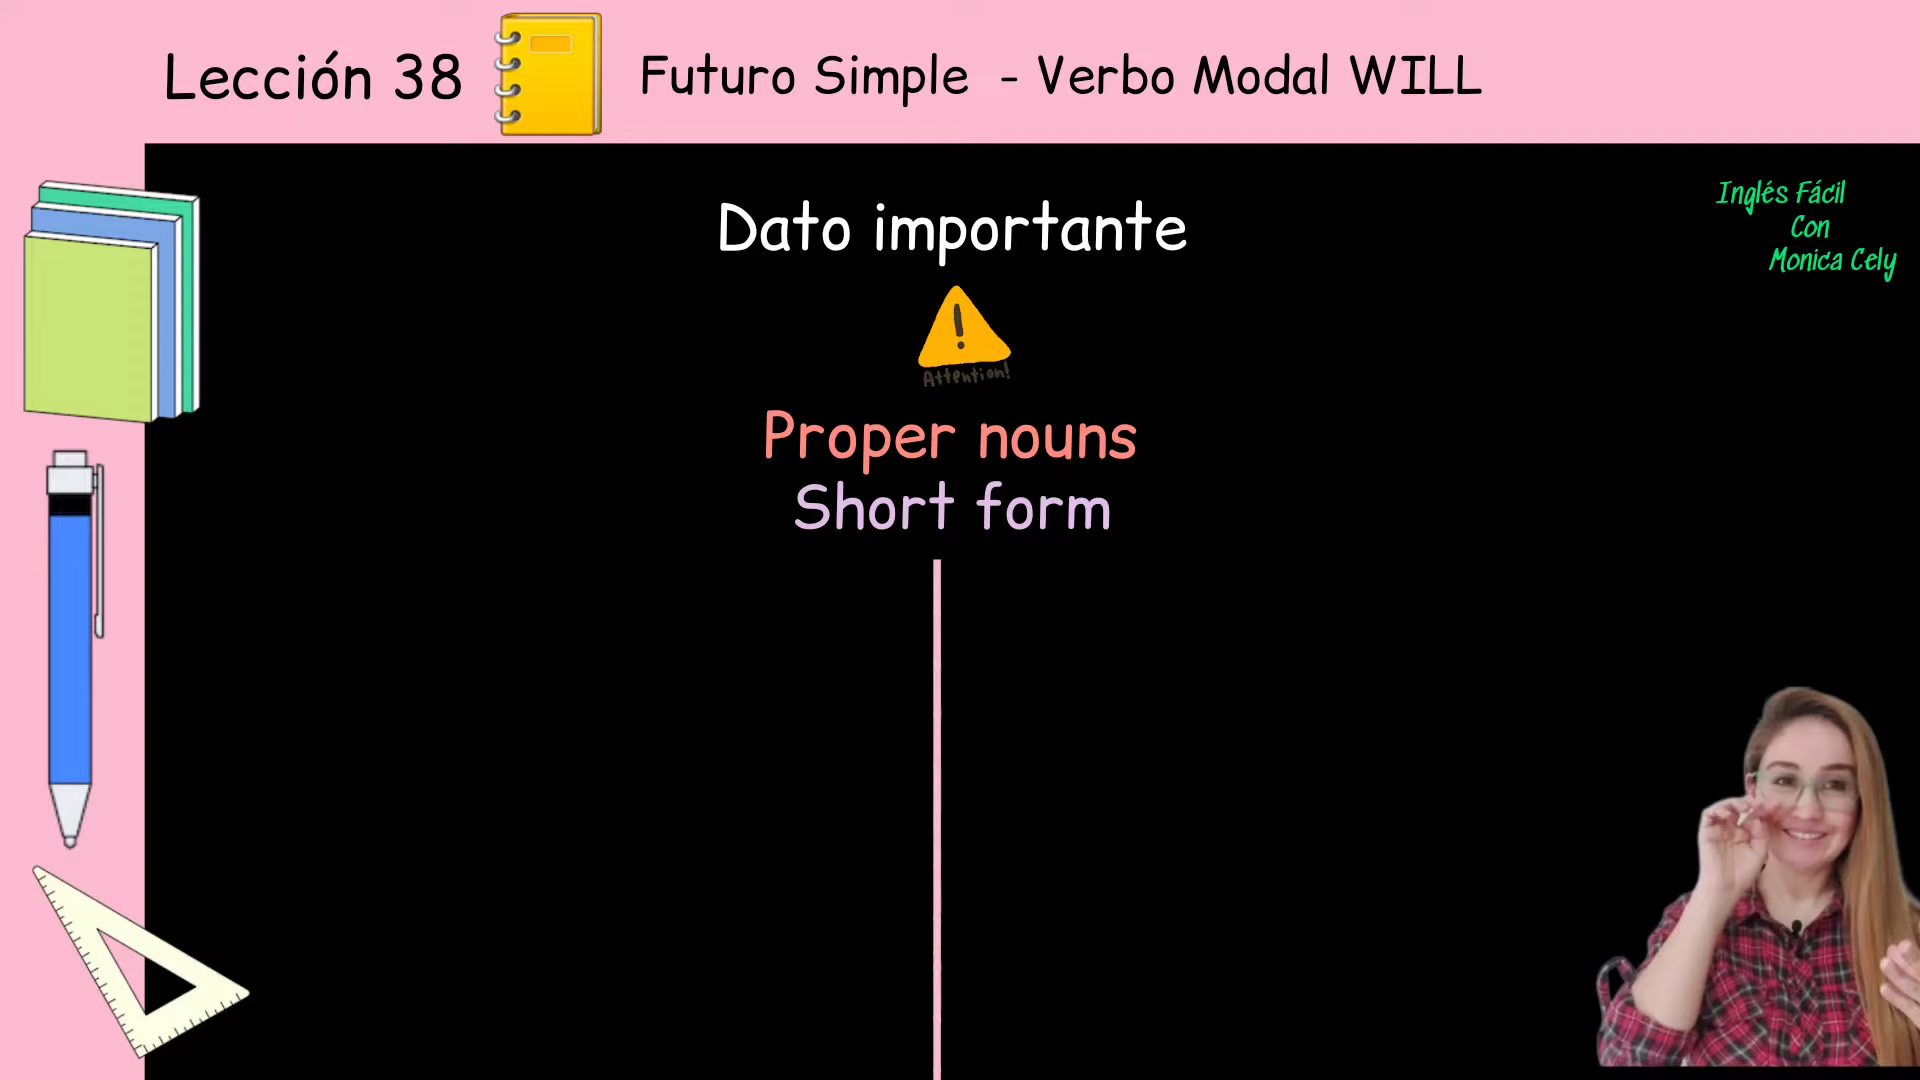 Lección 38
Futuro Simple - Verbo Modal WILL
Inglés Fácil
Con
Monica Cely
Dato importante
Attention!
Proper nouns
Short form